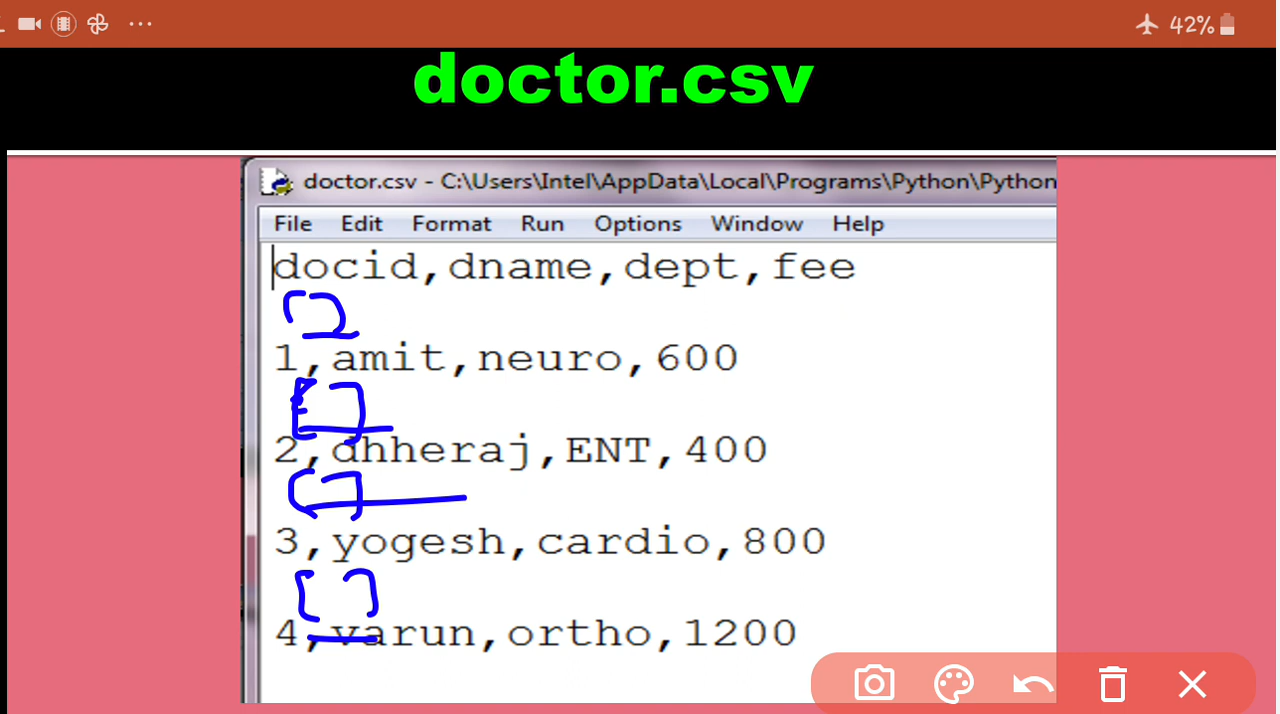 42%
doctor.csv
doctor.csv - C:\Users\Intel\AppData\Local\Programs\Python\Python
File Edit Format Run Options Window Help
docid,dname,dept,fee
[]
1,amit,neuro,600
[]
2,dhheraj,ENT,400
[]
3,yogesh,cardio,800
[]
4,varun,ortho,1200